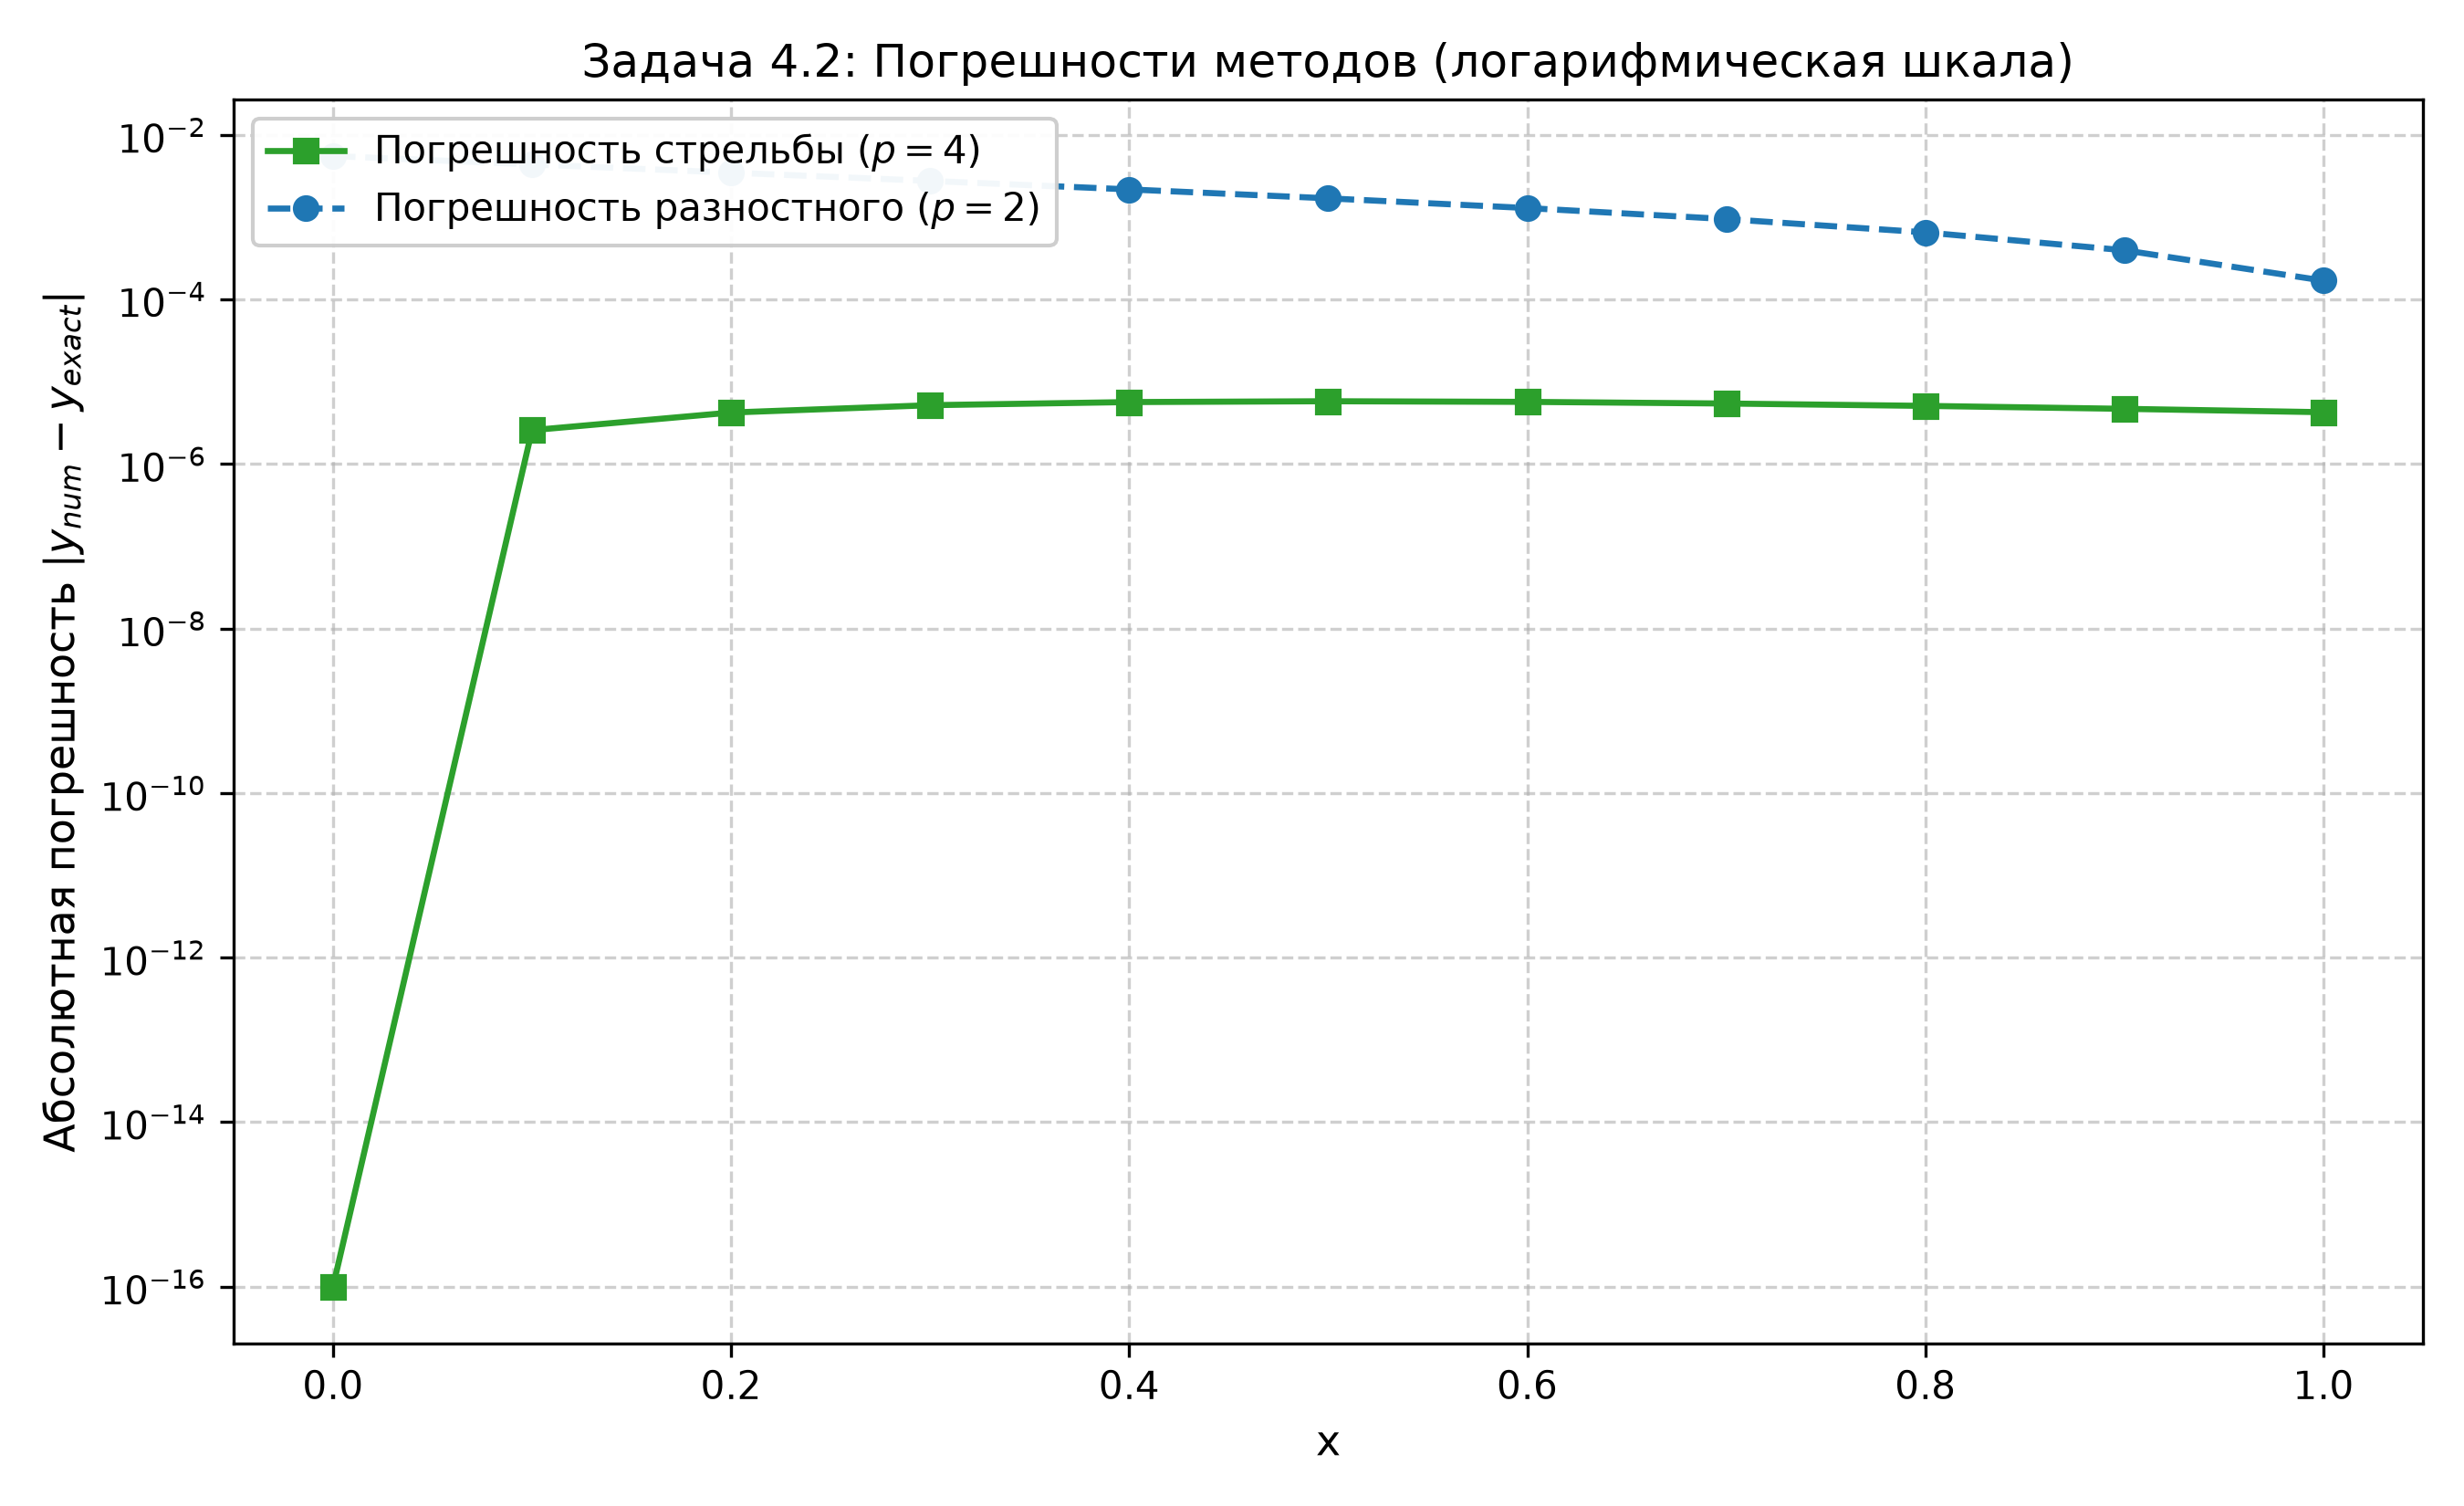 Задача 4.2: Погрешности методов (логарифмическая шкала)
Погрешность стрельбы (p = 4)
Погрешность разностного (p = 2)
Абсолютная погрешность |y_num − y_exact|
10⁻²
10⁻⁴
10⁻⁶
10⁻⁸
10⁻¹⁰
10⁻¹²
10⁻¹⁴
10⁻¹⁶
0.0 0.2 0.4 0.6 0.8 1.0
x